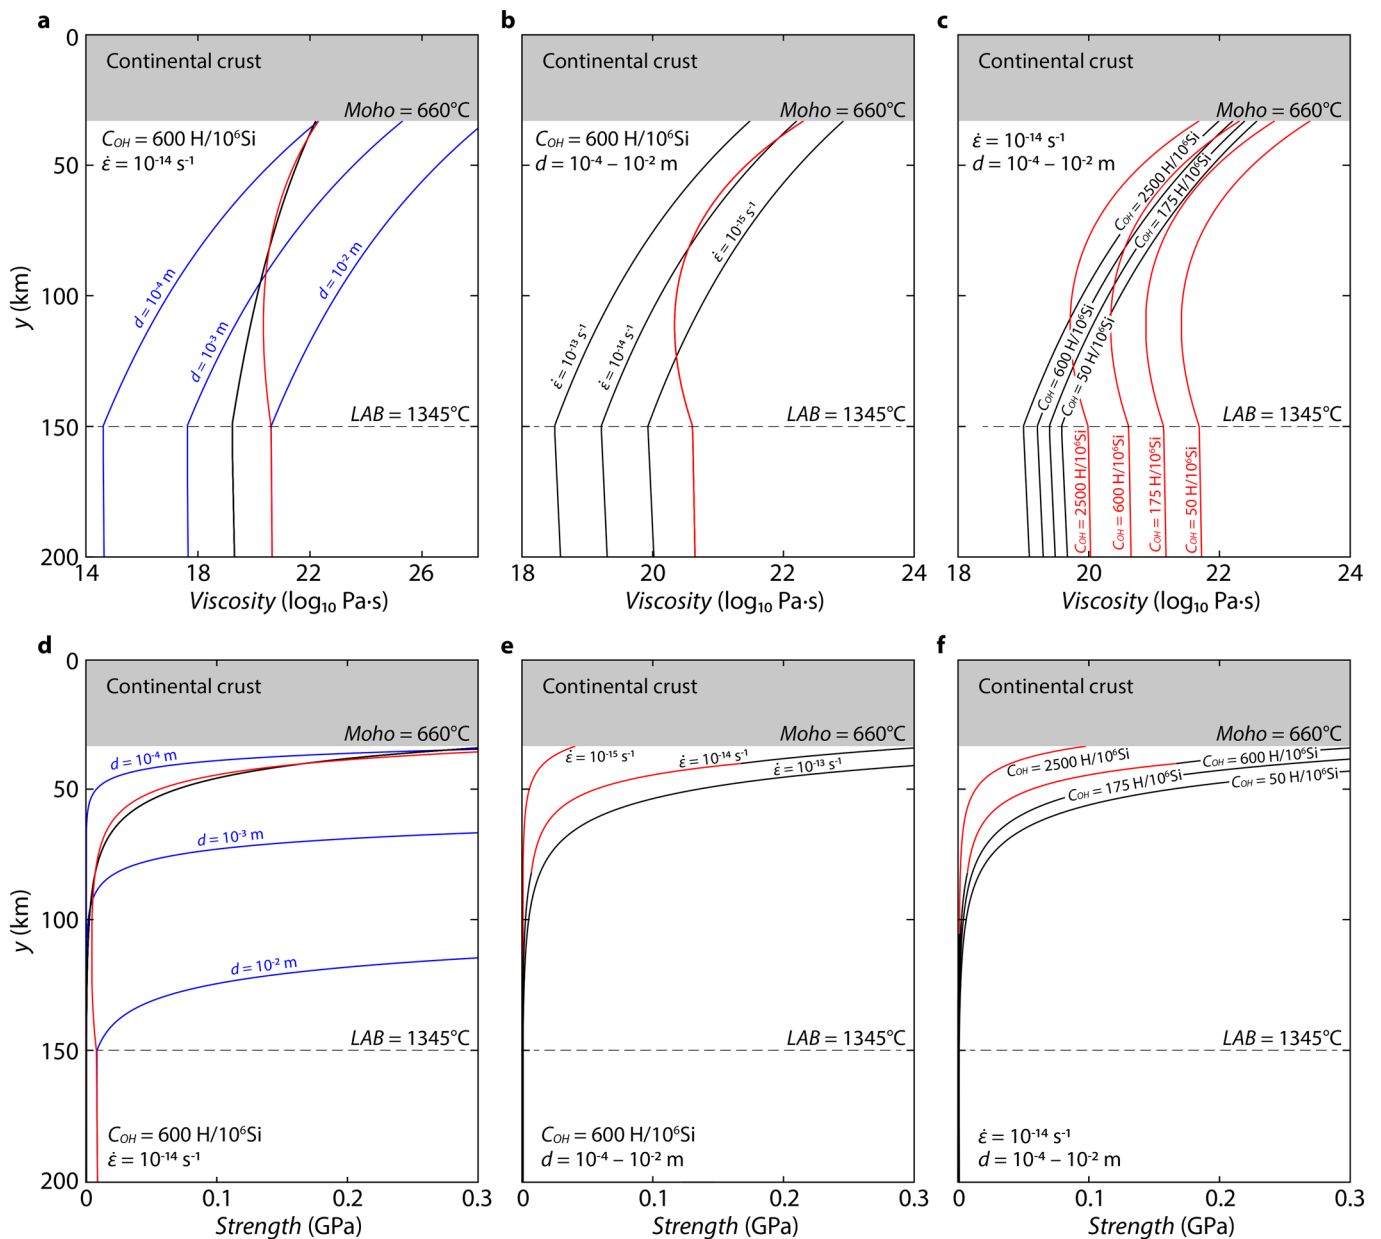 a
Continental crust
Moho = 660°C
C_OH = 600 H/10⁶Si
ε̇ = 10⁻¹⁴ s⁻¹
d = 10⁻⁴ m
d = 10⁻³ m
d = 10⁻² m
LAB = 1345°C
0
50
100
150
200
y (km)
14 18 22 26
Viscosity (log₁₀ Pa·s)
b
Continental crust
Moho = 660°C
C_OH = 600 H/10⁶Si
d = 10⁻⁴ – 10⁻² m
ε̇ = 10⁻¹³ s⁻¹
ε̇ = 10⁻¹⁴ s⁻¹
ε̇ = 10⁻¹⁵ s⁻¹
LAB = 1345°C
18 20 22 24
Viscosity (log₁₀ Pa·s)
c
Continental crust
Moho = 660°C
ε̇ = 10⁻¹⁴ s⁻¹
d = 10⁻⁴ – 10⁻² m
C_OH = 2500 H/10⁶Si
C_OH = 175 H/10⁶Si
C_OH = 600 H/10⁶Si
C_OH = 50 H/10⁶Si
LAB = 1345°C
C_OH = 2500 H/10⁶Si
C_OH = 600 H/10⁶Si
C_OH = 175 H/10⁶Si
C_OH = 50 H/10⁶Si
18 20 22 24
Viscosity (log₁₀ Pa·s)
d
Continental crust
Moho = 660°C
d = 10⁻⁴ m
d = 10⁻³ m
d = 10⁻² m
LAB = 1345°C
C_OH = 600 H/10⁶Si
ε̇ = 10⁻¹⁴ s⁻¹
0
50
100
150
200
y (km)
0 0.1 0.2 0.3
Strength (GPa)
e
Continental crust
Moho = 660°C
ε̇ = 10⁻¹⁵ s⁻¹
ε̇ = 10⁻¹⁴ s⁻¹
ε̇ = 10⁻¹³ s⁻¹
LAB = 1345°C
C_OH = 600 H/10⁶Si
d = 10⁻⁴ – 10⁻² m
0 0.1 0.2 0.3
Strength (GPa)
f
Continental crust
Moho = 660°C
C_OH = 2500 H/10⁶Si
C_OH = 600 H/10⁶Si
C_OH = 175 H/10⁶Si
C_OH = 50 H/10⁶Si
LAB = 1345°C
ε̇ = 10⁻¹⁴ s⁻¹
d = 10⁻⁴ – 10⁻² m
0 0.1 0.2 0.3
Strength (GPa)